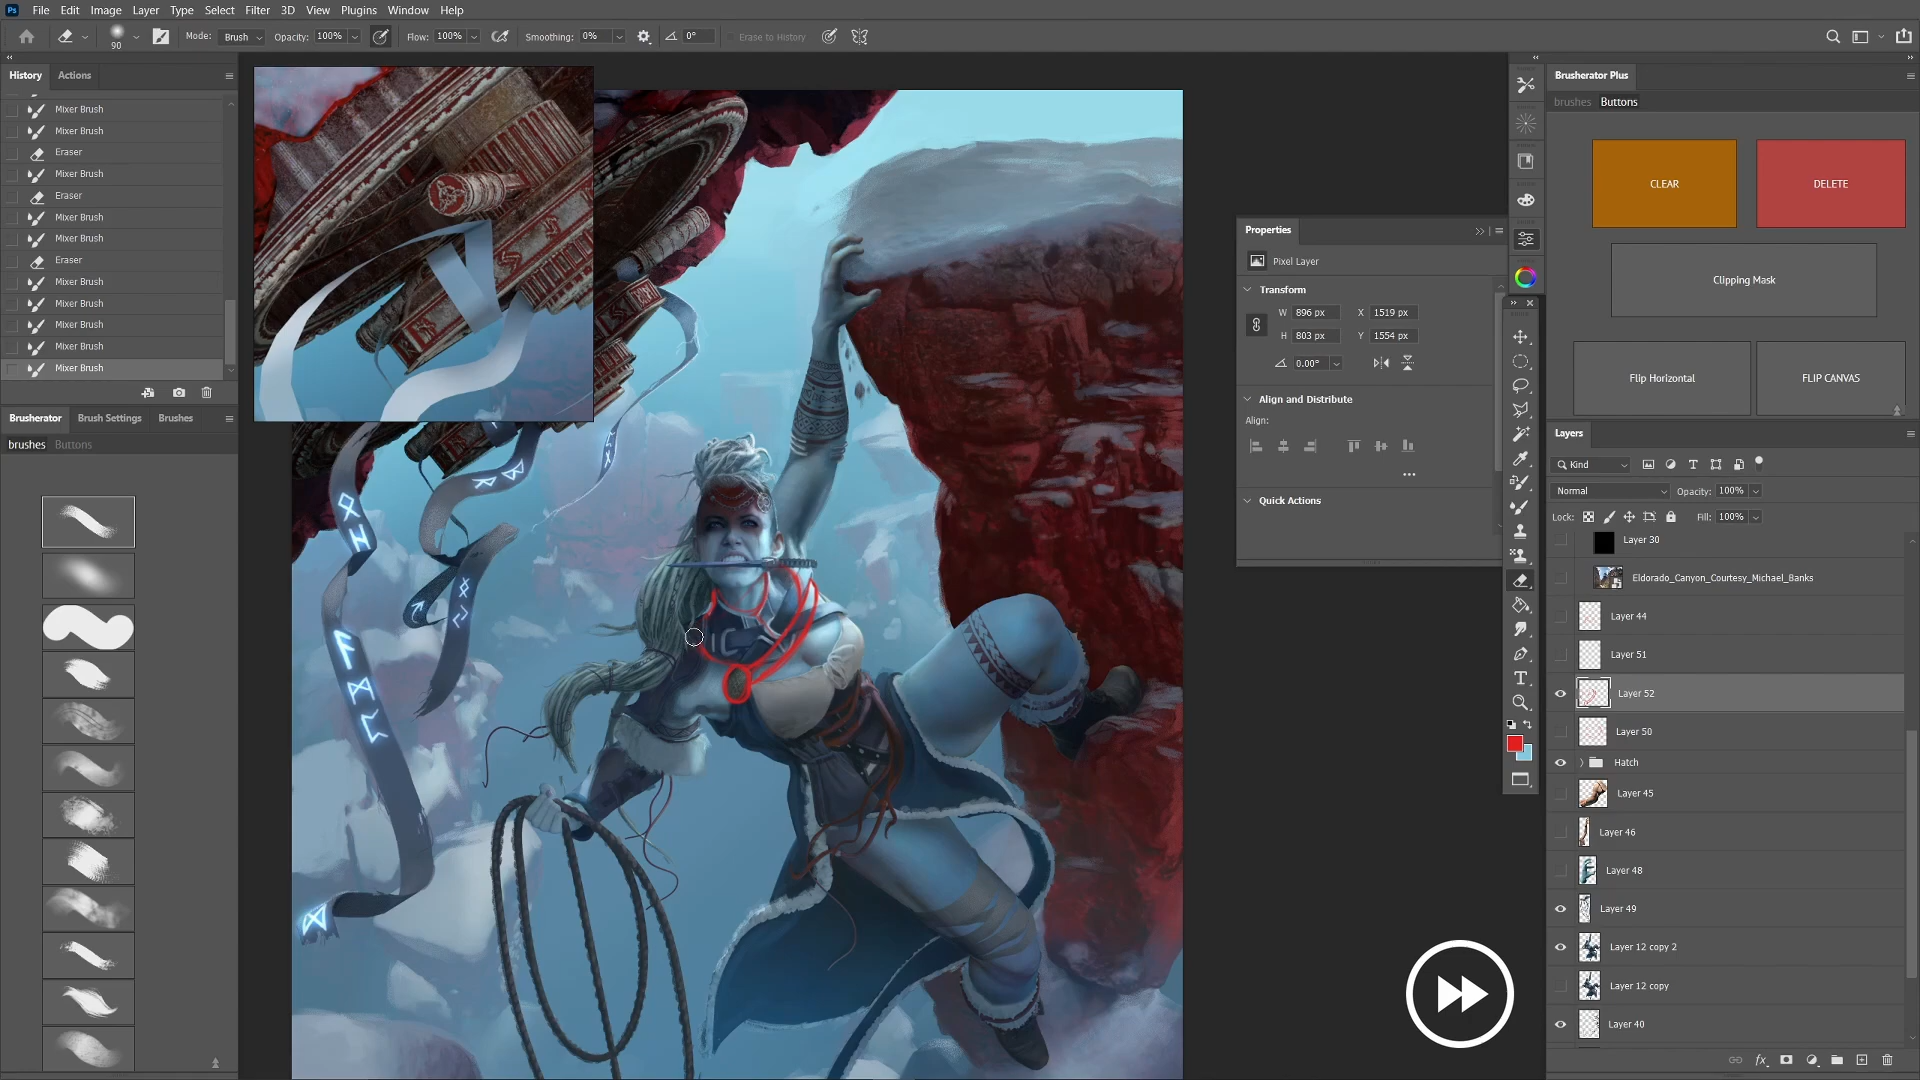 Ps File Edit Image Layer Type Select Filter 3D View Plugins Window Help
90 Mode: Brush Opacity: 100% Flow: 100% Smoothing: 0% 0° Erase to History
History Actions
Mixer Brush
Mixer Brush
Eraser
Mixer Brush
Eraser
Mixer Brush
Mixer Brush
Eraser
Mixer Brush
Mixer Brush
Mixer Brush
Mixer Brush
Mixer Brush
Brusherator Brush Settings Brushes
brushes Buttons
Properties
Pixel Layer
Transform
W 896 px X 1519 px
H 803 px Y 1554 px
0.00°
Align and Distribute
Align:
Quick Actions
Brusherator Plus
brushes Buttons
CLEAR DELETE
Clipping Mask
Flip Horizontal FLIP CANVAS
Layers
Kind
Normal Opacity: 100%
Lock: Fill: 100%
Layer 30
Eldorado_Canyon_Courtesy_Michael_Banks
Layer 44
Layer 51
Layer 52
Layer 50
Hatch
Layer 45
Layer 46
Layer 48
Layer 49
Layer 12 copy 2
Layer 12 copy
Layer 40
fx